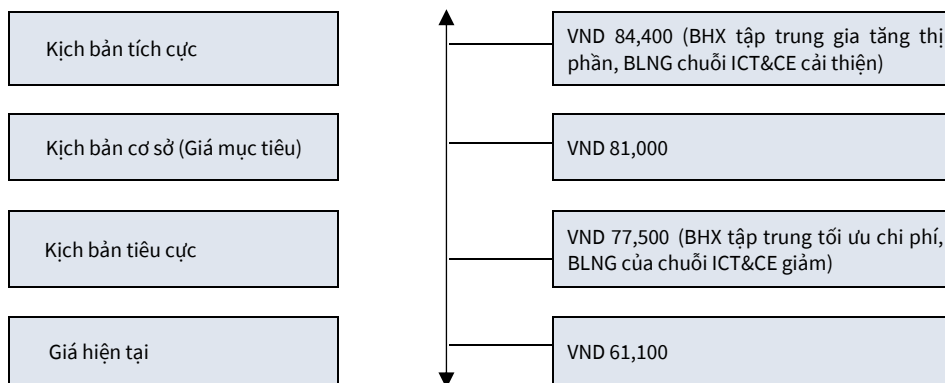 Kịch bản tích cực
VND 84,400 (BHX tập trung gia tăng thị
phần, BLNG chuỗi ICT&CE cải thiện)
Kịch bản cơ sở (Giá mục tiêu)
VND 81,000
Kịch bản tiêu cực
VND 77,500 (BHX tập trung tối ưu chi phí,
BLNG của chuỗi ICT&CE giảm)
Giá hiện tại
VND 61,100